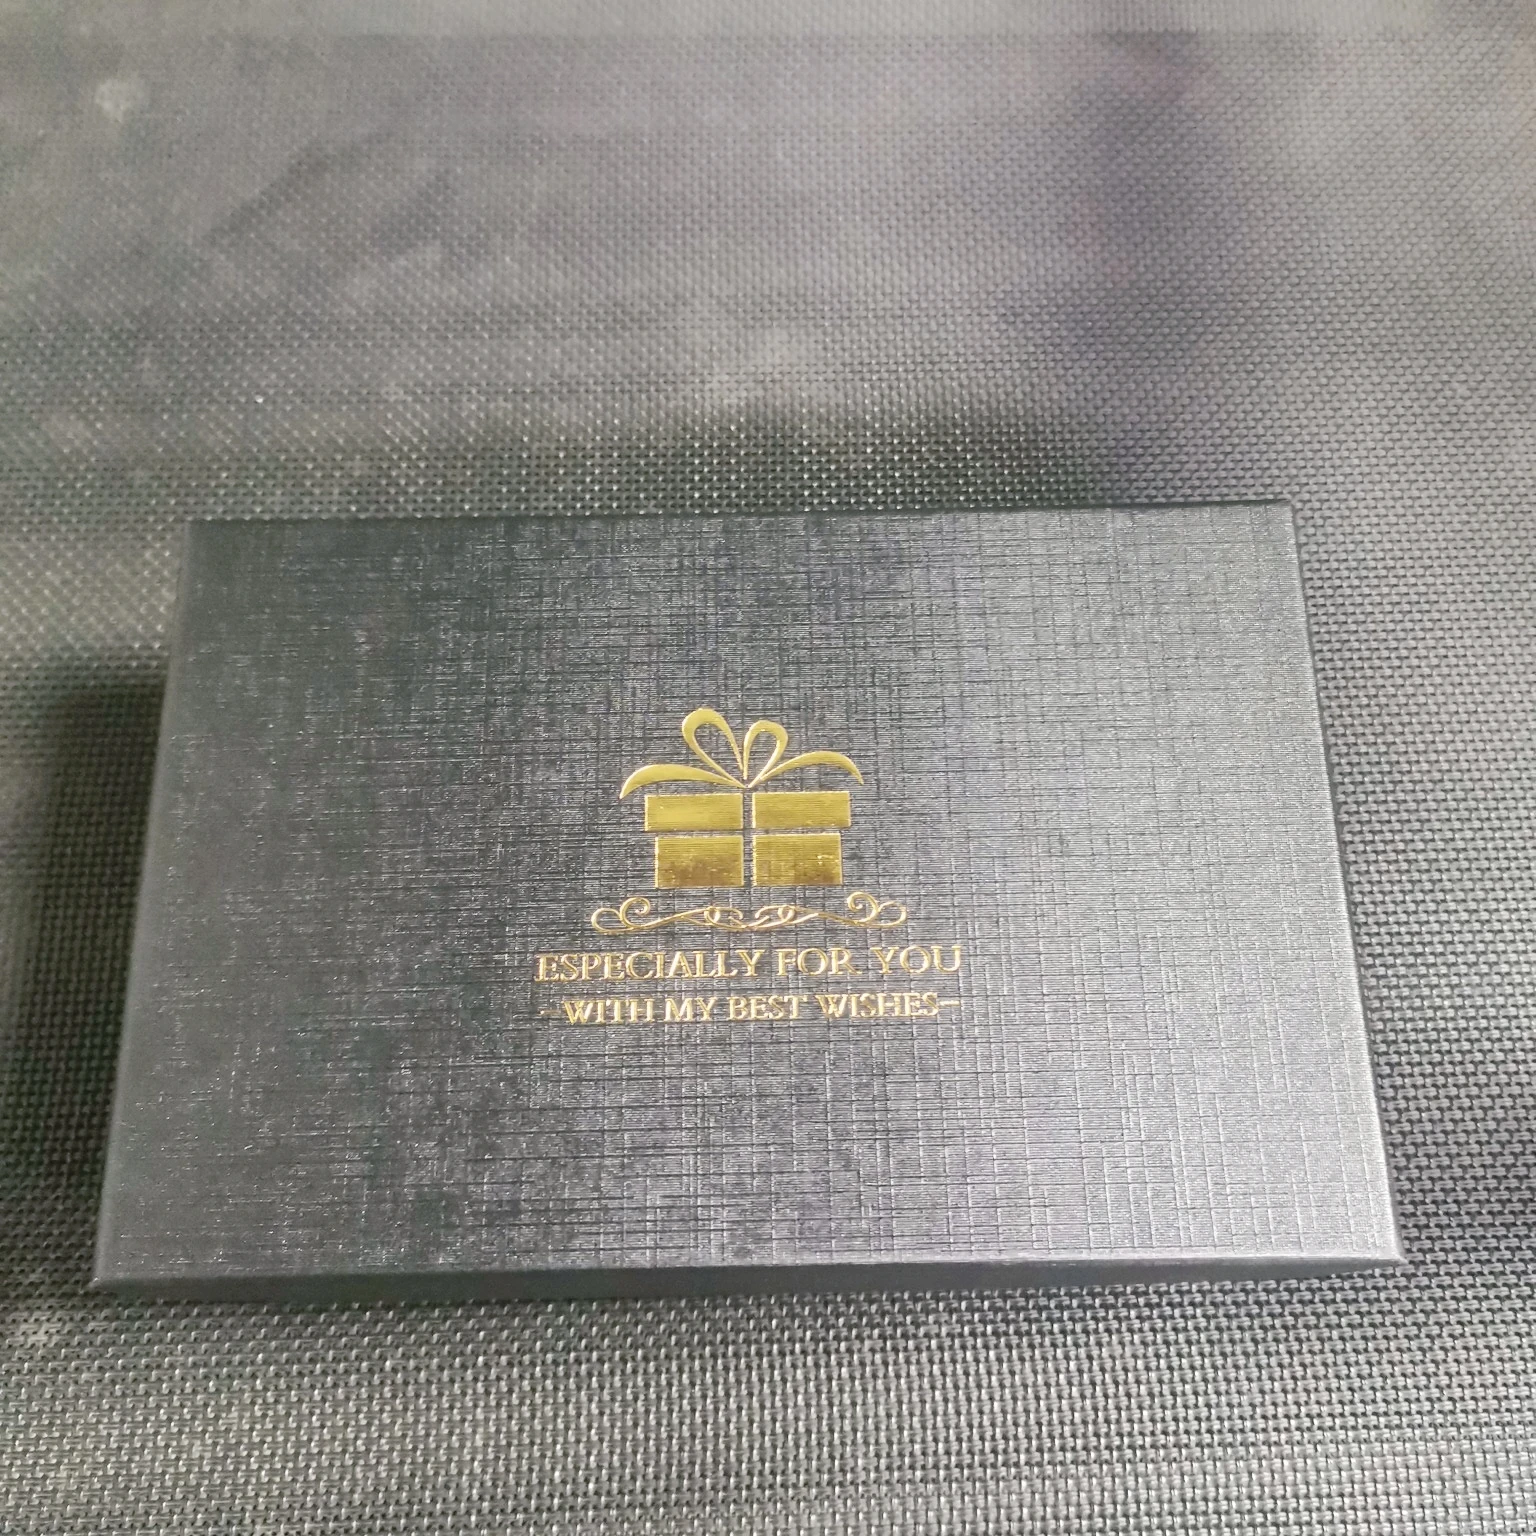 ESPECIALLY FOR YOU
-WITH MY BEST WISHES-